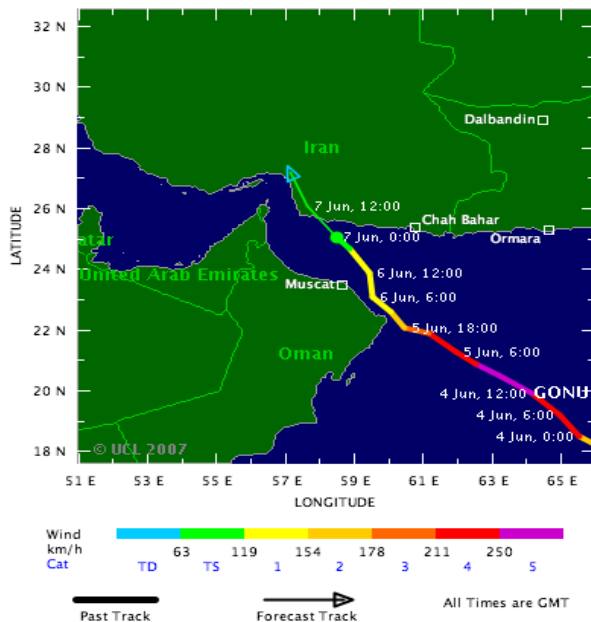 32 N
30 N
28 N
26 N
24 N
22 N
20 N
18 N
LATITUDE
Dalbandin
Iran
7 Jun, 12:00
Chah Bahar
7 Jun, 0:00
Ormara
atar
United Arab Emirates
6 Jun, 12:00
Muscat
6 Jun, 6:00
5 Jun, 18:00
Oman
5 Jun, 6:00
4 Jun, 12:00 GONU
4 Jun, 6:00
4 Jun, 0:00
© UCL 2007
51 E 53 E 55 E 57 E 59 E 61 E 63 E 65 E
LONGITUDE
Wind
km/h 63 119 154 178 211 250
Cat TD TS 1 2 3 4 5
Past Track Forecast Track All Times are GMT